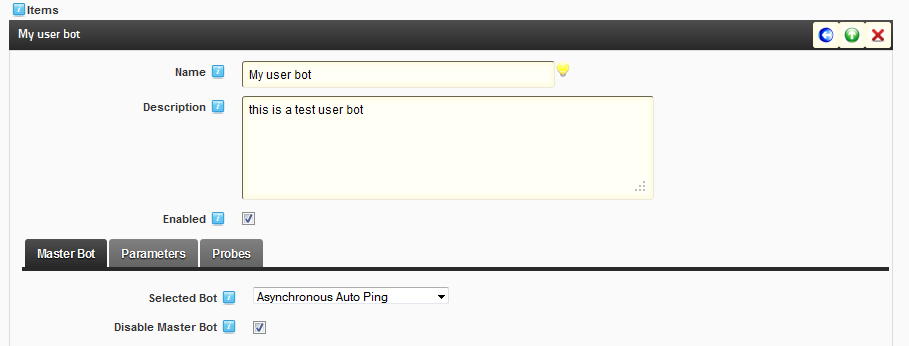 Items
My user bot
Name My user bot
Description this is a test user bot
Enabled
Master Bot Parameters Probes
Selected Bot Asynchronous Auto Ping
Disable Master Bot